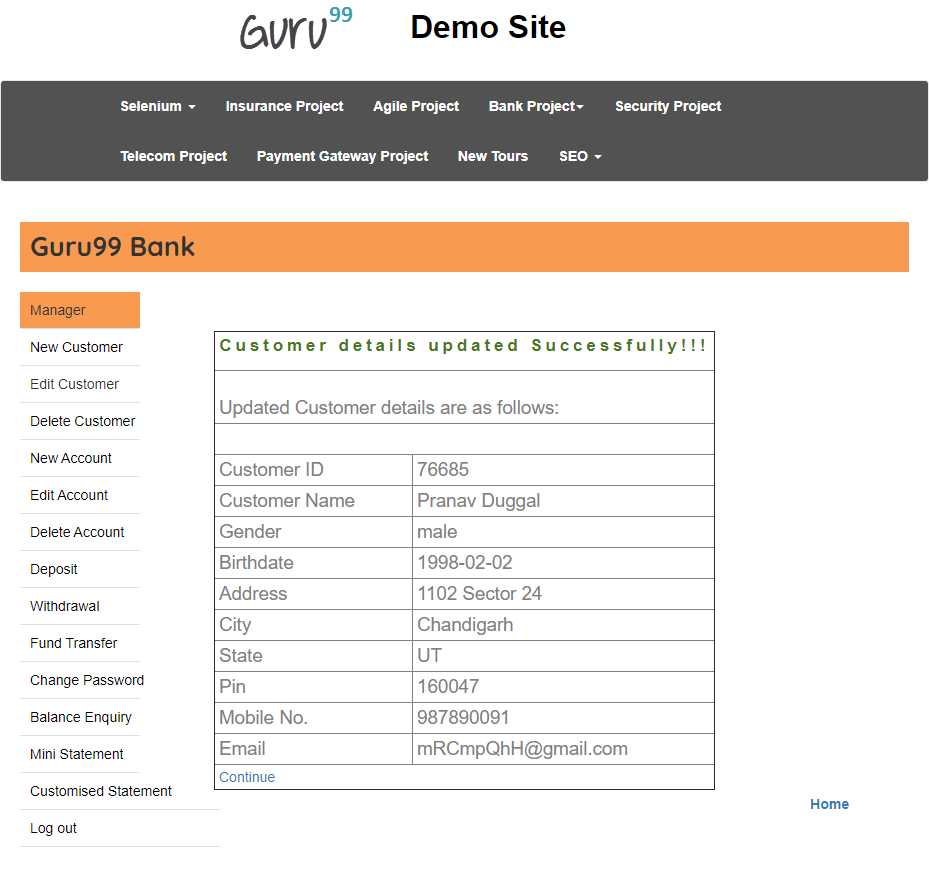 Guru99 Demo Site
Selenium Insurance Project Agile Project Bank Project Security Project
Telecom Project Payment Gateway Project New Tours SEO
Guru99 Bank
Manager
New Customer
Edit Customer
Delete Customer
New Account
Edit Account
Delete Account
Deposit
Withdrawal
Fund Transfer
Change Password
Balance Enquiry
Mini Statement
Customised Statement
Log out
Customer details updated Successfully!!!
Updated Customer details are as follows:
Customer ID 76685
Customer Name Pranav Duggal
Gender male
Birthdate 1998-02-02
Address 1102 Sector 24
City Chandigarh
State UT
Pin 160047
Mobile No. 987890091
Email mRCmpQhH@gmail.com
Continue
Home